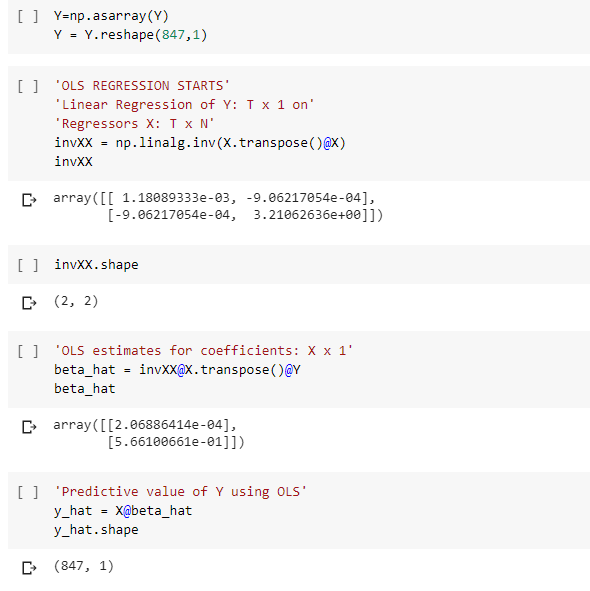 [ ] Y=np.asarray(Y)
Y = Y.reshape(847,1)
[ ] 'OLS REGRESSION STARTS'
'Linear Regression of Y: T x 1 on'
'Regressors X: T x N'
invXX = np.linalg.inv(X.transpose()@X)
invXX
array([[ 1.18089333e-03, -9.06217054e-04],
[-9.06217054e-04,  3.21062636e+00]])
[ ] invXX.shape
(2, 2)
[ ] 'OLS estimates for coefficients: X x 1'
beta_hat = invXX@X.transpose()@Y
beta_hat
array([[2.06886414e-04],
[5.66100661e-01]])
[ ] 'Predictive value of Y using OLS'
y_hat = X@beta_hat
y_hat.shape
(847, 1)